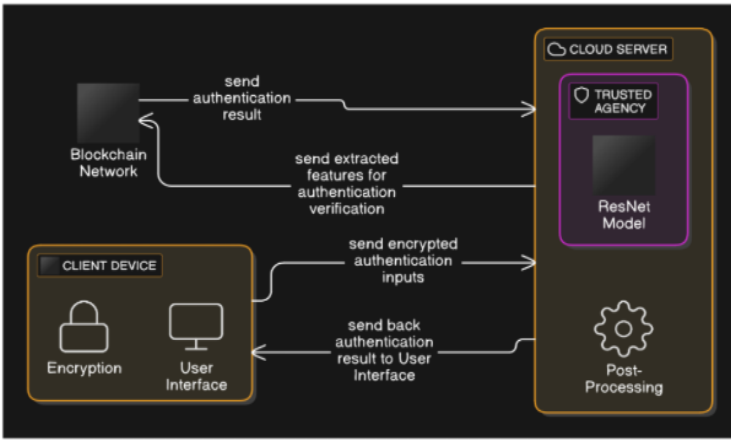 CLOUD SERVER
send
authentication
result
TRUSTED
AGENCY
Blockchain
Network
send extracted
features for
authentication
verification
ResNet
Model
send encrypted
authentication
inputs
CLIENT DEVICE
send back
authentication
result to User
Interface
Encryption
User
Interface
Post-
Processing